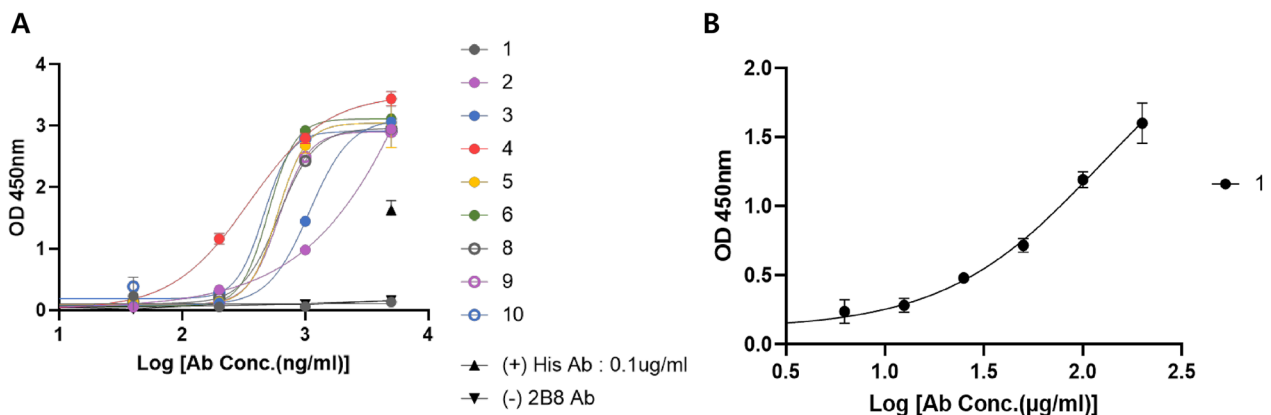 A
OD 450nm
4
3
2
1
0
1 2 3 4
Log [Ab Conc.(ng/ml)]
1
2
3
4
5
6
8
9
10
(+) His Ab : 0.1ug/ml
(-) 2B8 Ab
B
OD 450nm
2.0
1.5
1.0
0.5
0.0
0.5 1.0 1.5 2.0 2.5
Log [Ab Conc.(µg/ml)]
1